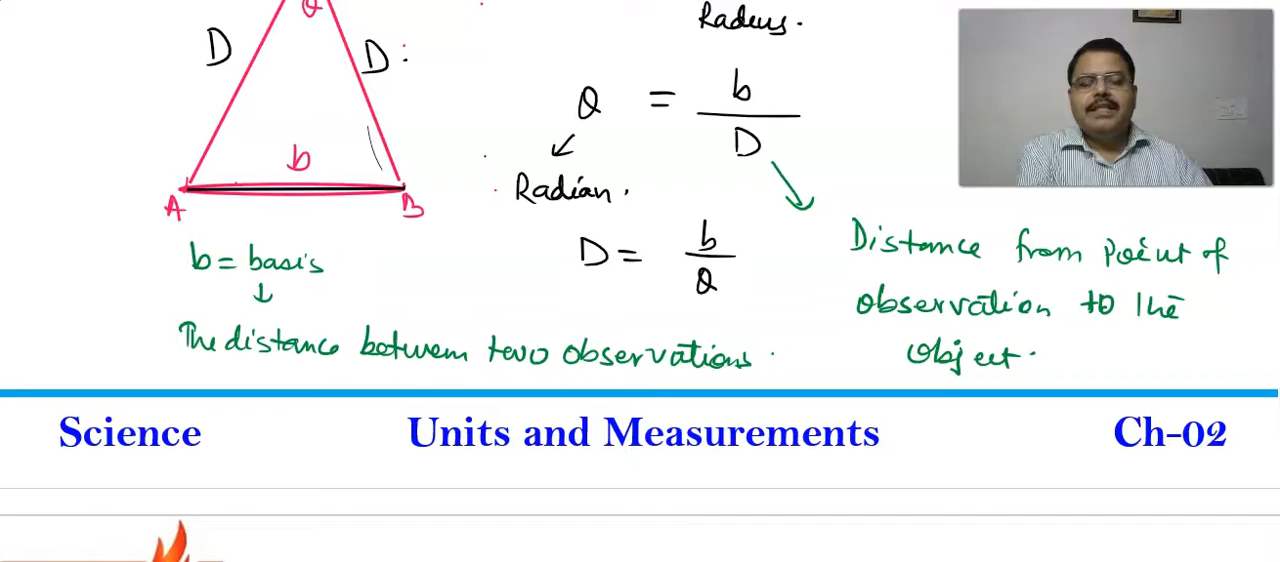 θ
Radius.
D
D :
θ = b
D
b
Radian.
A
B
D = b
θ
Distance from Point of
observation to the
object.
b = basis
The distance between two observations.
Science Units and Measurements Ch-02